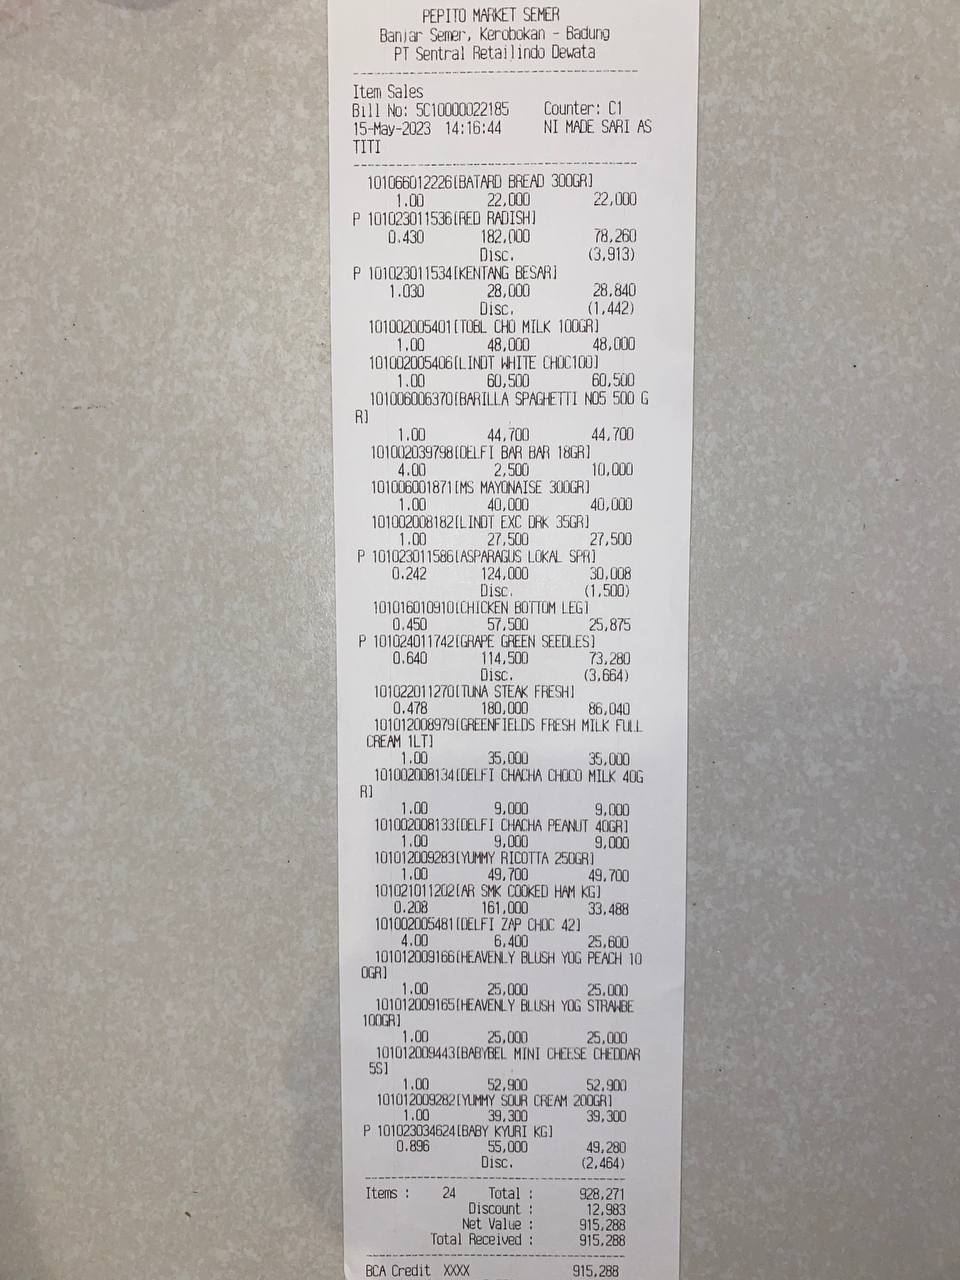 PEPITO MARKET SEMER
Banjar Semer, Kerobokan - Badung
PT Sentral Retailindo Dewata
Item Sales
Bill No: 5C10000022185 Counter: C1
15-May-2023 14:16:44 NI MADE SARI AS
TITI
101066012226[BATARD BREAD 300GR]
1.00 22,000 22,000
P 101023011536[RED RADISH]
0.430 182,000 78,260
Disc. (3,913)
P 101023011534[KENTANG BESAR]
1.030 28,000 28,840
Disc. (1,442)
101002005401[TOBL CHO MILK 100GR]
1.00 48,000 48,000
101002005406[LINDT WHITE CHOC100]
1.00 60,500 60,500
101006006370[BARILLA SPAGHETTI NO5 500 G
R]
1.00 44,700 44,700
101002039798[DELFI BAR BAR 18GR]
4.00 2,500 10,000
101006001871[MS MAYONAISE 300GR]
1.00 40,000 40,000
101002008182[LINDT EXC DRK 35GR]
1.00 27,500 27,500
P 101023011586[ASPARAGUS LOKAL SPR]
0.242 124,000 30,008
Disc. (1,500)
101016010910[CHICKEN BOTTOM LEG]
0.450 57,500 25,875
P 101024011742[GRAPE GREEN SEEDLES]
0.640 114,500 73,280
Disc. (3,664)
101022011270[TUNA STEAK FRESH]
0.478 180,000 86,040
101012008979[GREENFIELDS FRESH MILK FULL
CREAM 1LT]
1.00 35,000 35,000
101002008134[DELFI CHACHA CHOCO MILK 40G
R]
1.00 9,000 9,000
101002008133[DELFI CHACHA PEANUT 40GR]
1.00 9,000 9,000
101012009283[YUMMY RICOTTA 250GR]
1.00 49,700 49,700
101021011202[AR SMK COOKED HAM KG]
0.208 161,000 33,488
101002005481[DELFI ZAP CHOC 42]
4.00 6,400 25,600
101012009166[HEAVENLY BLUSH YOG PEACH 10
0GR]
1.00 25,000 25,000
101012009165[HEAVENLY BLUSH YOG STRAWBE
100GR]
1.00 25,000 25,000
101012009443[BABYBEL MINI CHEESE CHEDDAR
5S]
1.00 52,900 52,900
101012009282[YUMMY SOUR CREAM 200GR]
1.00 39,300 39,300
P 101023034624[BABY KYURI KG]
0.896 55,000 49,280
Disc. (2,464)
Items : 24 Total : 928,271
Discount : 12,983
Net Value : 915,288
Total Received : 915,288
BCA Credit XXXX 915,288